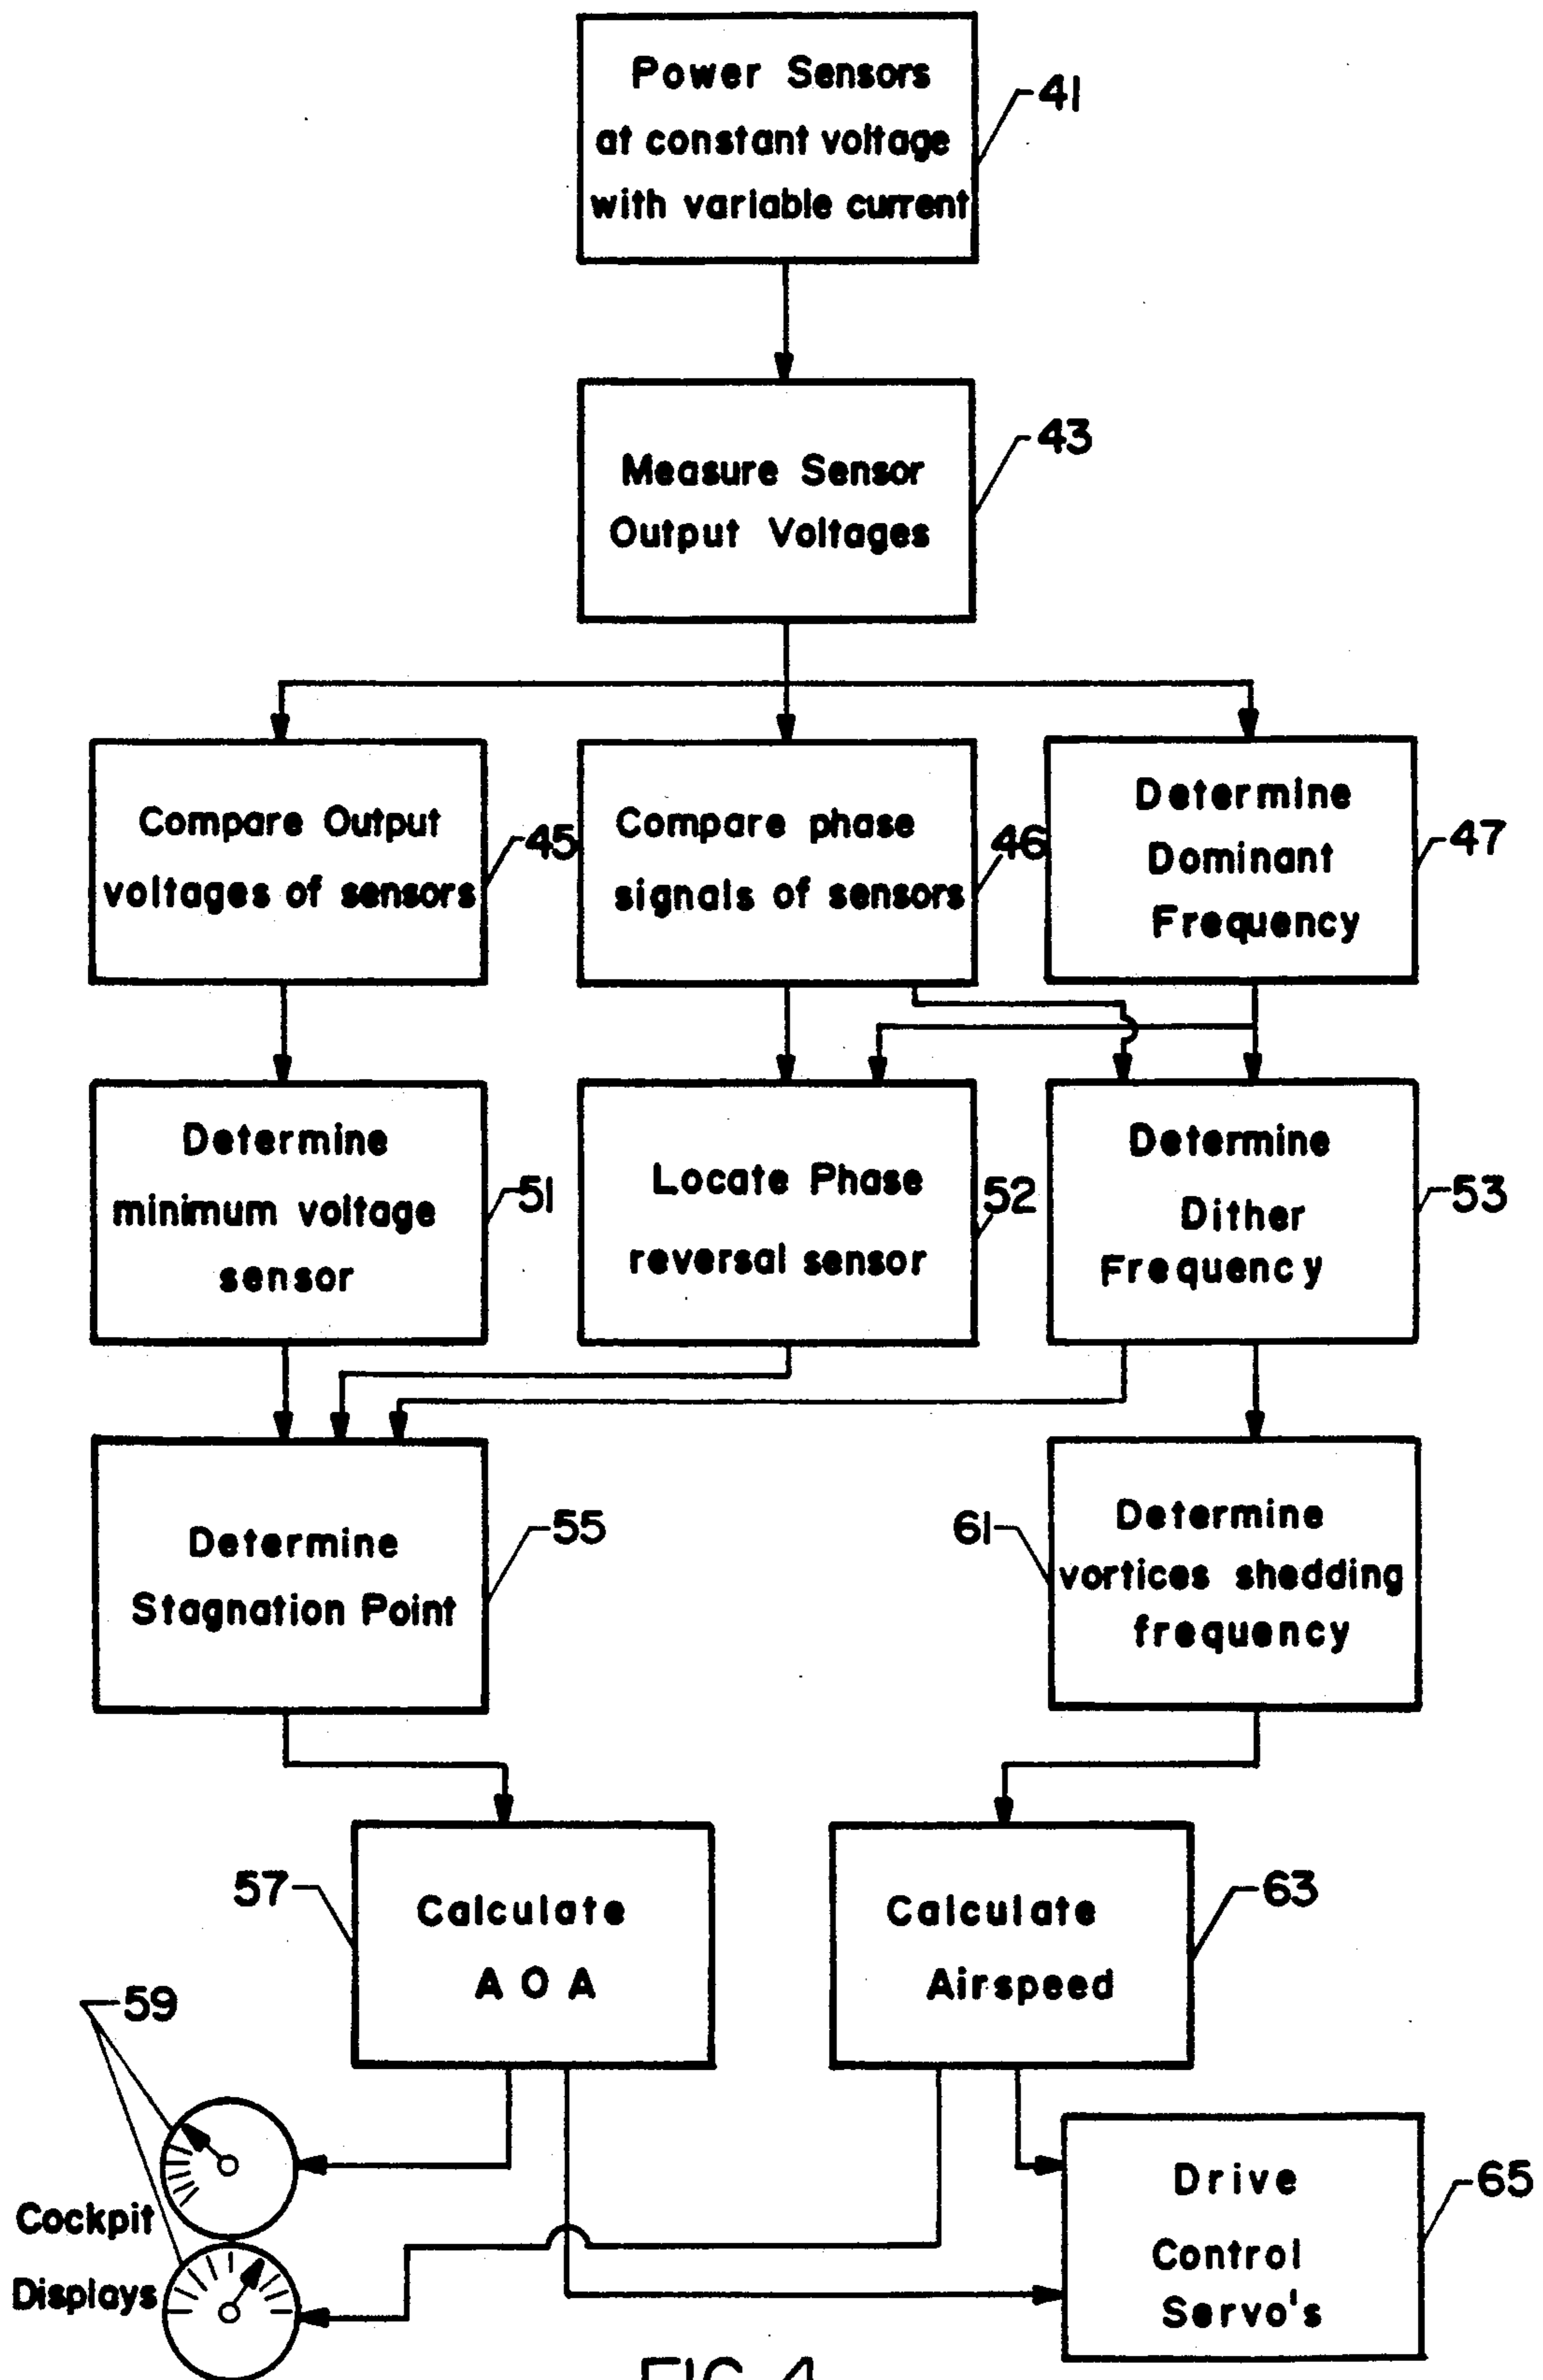 Power Sensors
at constant voltage
with variable current
41
Measure Sensor
Output Voltages
43
Compare Output
voltages of sensors
45
Compare phase
signals of sensors
46
Determine
Dominant
Frequency
47
Determine
minimum voltage
sensor
51
Locate Phase
reversal sensor
52
Determine
Dither
Frequency
53
Determine
Stagnation Point
55
61
Determine
vortices shedding
frequency
57
Calculate
A O A
Calculate
Airspeed
63
59
Cockpit
Displays
Drive
Control
Servo's
65
FIG. 4